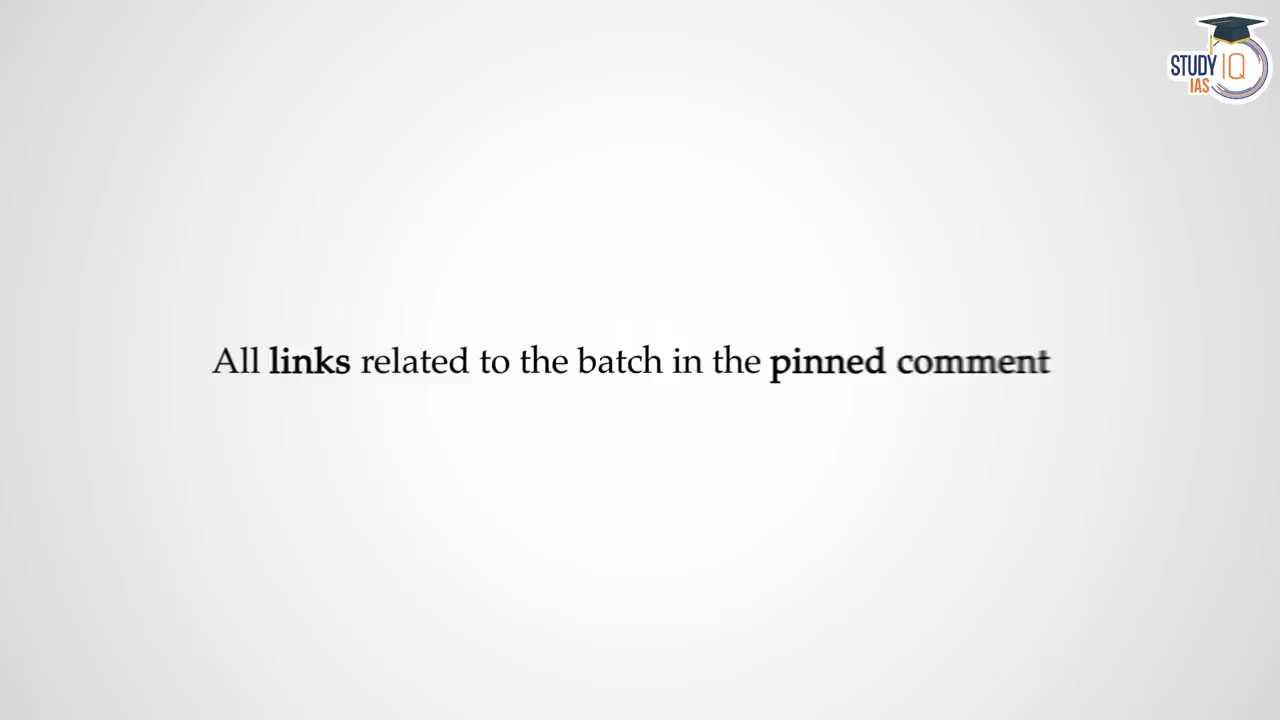 STUDY IQ
IAS
All links related to the batch in the pinned comment